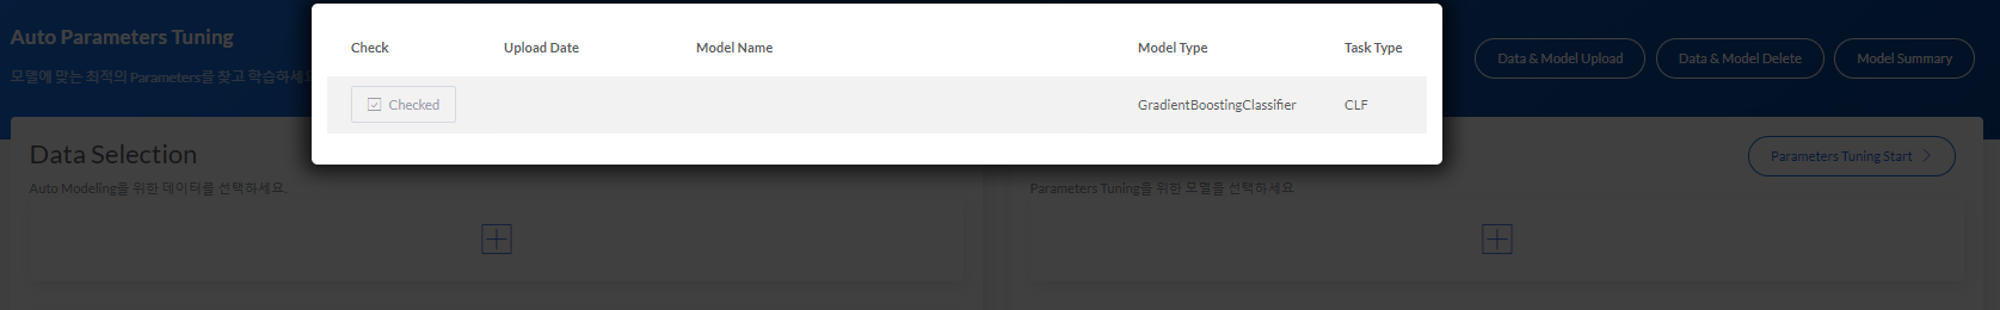 Auto Parameters Tuning
모델에 맞는 최적의 Parameters를 찾고 학습하세요
Data & Model Upload
Data & Model Delete
Model Summary
Check
Upload Date
Model Name
Model Type
Task Type
Checked
GradientBoostingClassifier
CLF
Data Selection
Auto Modeling을 위한 데이터를 선택하세요.
Parameters Tuning Start
Parameters Tuning을 위한 모델을 선택하세요